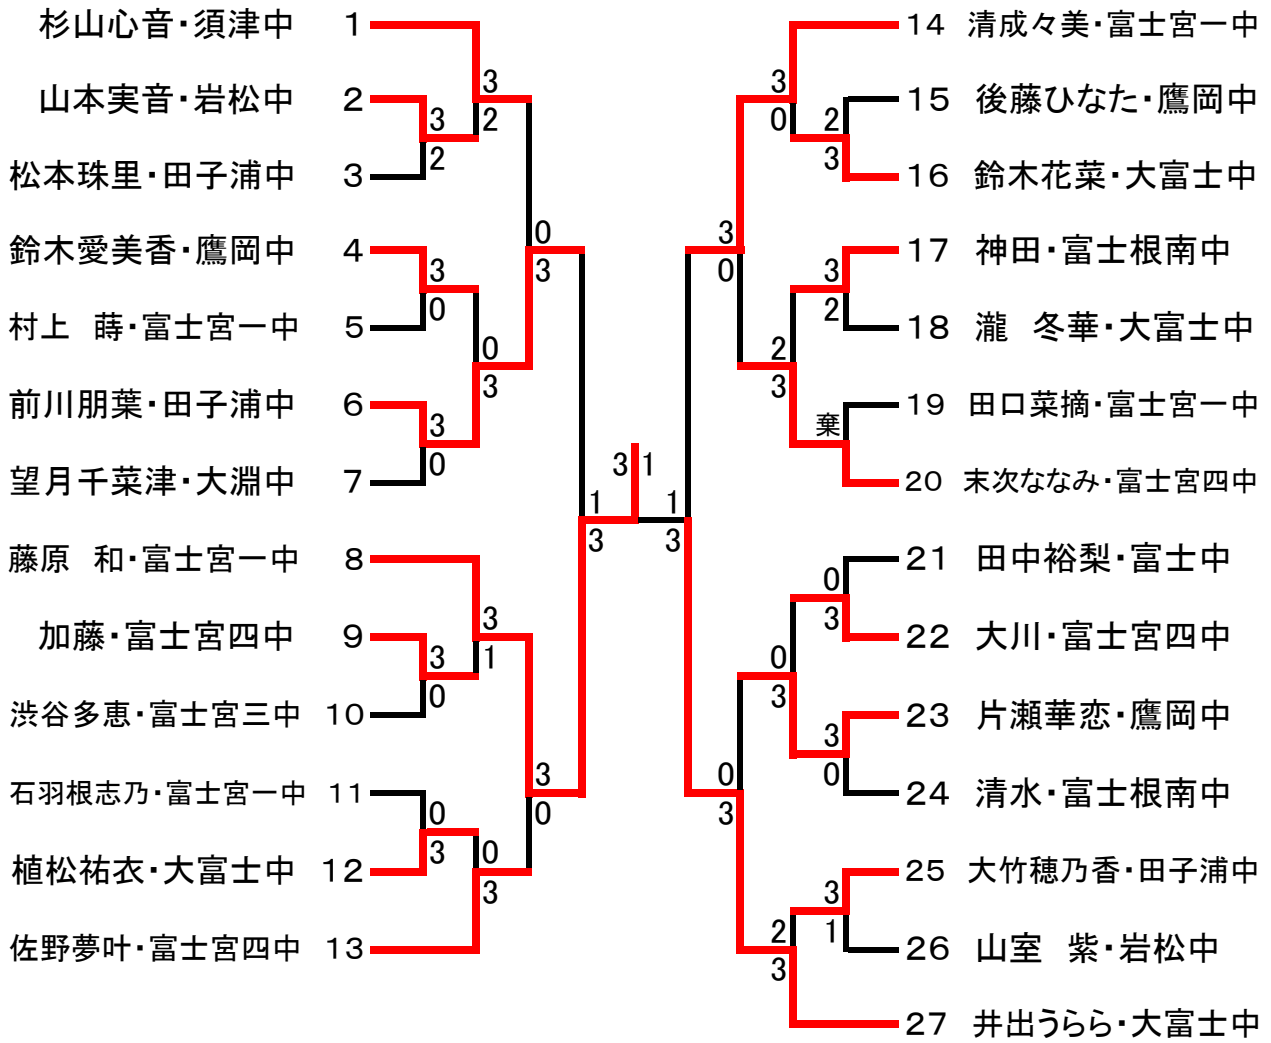 杉山心音・須津中 1
山本実音・岩松中 2
松本珠里・田子浦中 3
鈴木愛美香・鷹岡中 4
村上　蒔・富士宮一中 5
前川朋葉・田子浦中 6
望月千菜津・大淵中 7
藤原　和・富士宮一中 8
加藤・富士宮四中 9
渋谷多恵・富士宮三中 10
石羽根志乃・富士宮一中 11
植松祐衣・大富士中 12
佐野夢叶・富士宮四中 13
3
2
3
2
3
0
0
3
3
0
0
3
3
1
3
0
0
3
0
3
3
0
1
3
3 1
1
3
3
0
2
3
3
0
3
2
2
3
棄
0
3
0
3
3
0
0
3
3
1
2
3
14 清成々美・富士宮一中
15 後藤ひなた・鷹岡中
16 鈴木花菜・大富士中
17 神田・富士根南中
18 瀧　冬華・大富士中
19 田口菜摘・富士宮一中
20 末次ななみ・富士宮四中
21 田中裕梨・富士中
22 大川・富士宮四中
23 片瀬華恋・鷹岡中
24 清水・富士根南中
25 大竹穂乃香・田子浦中
26 山室　紫・岩松中
27 井出うらら・大富士中